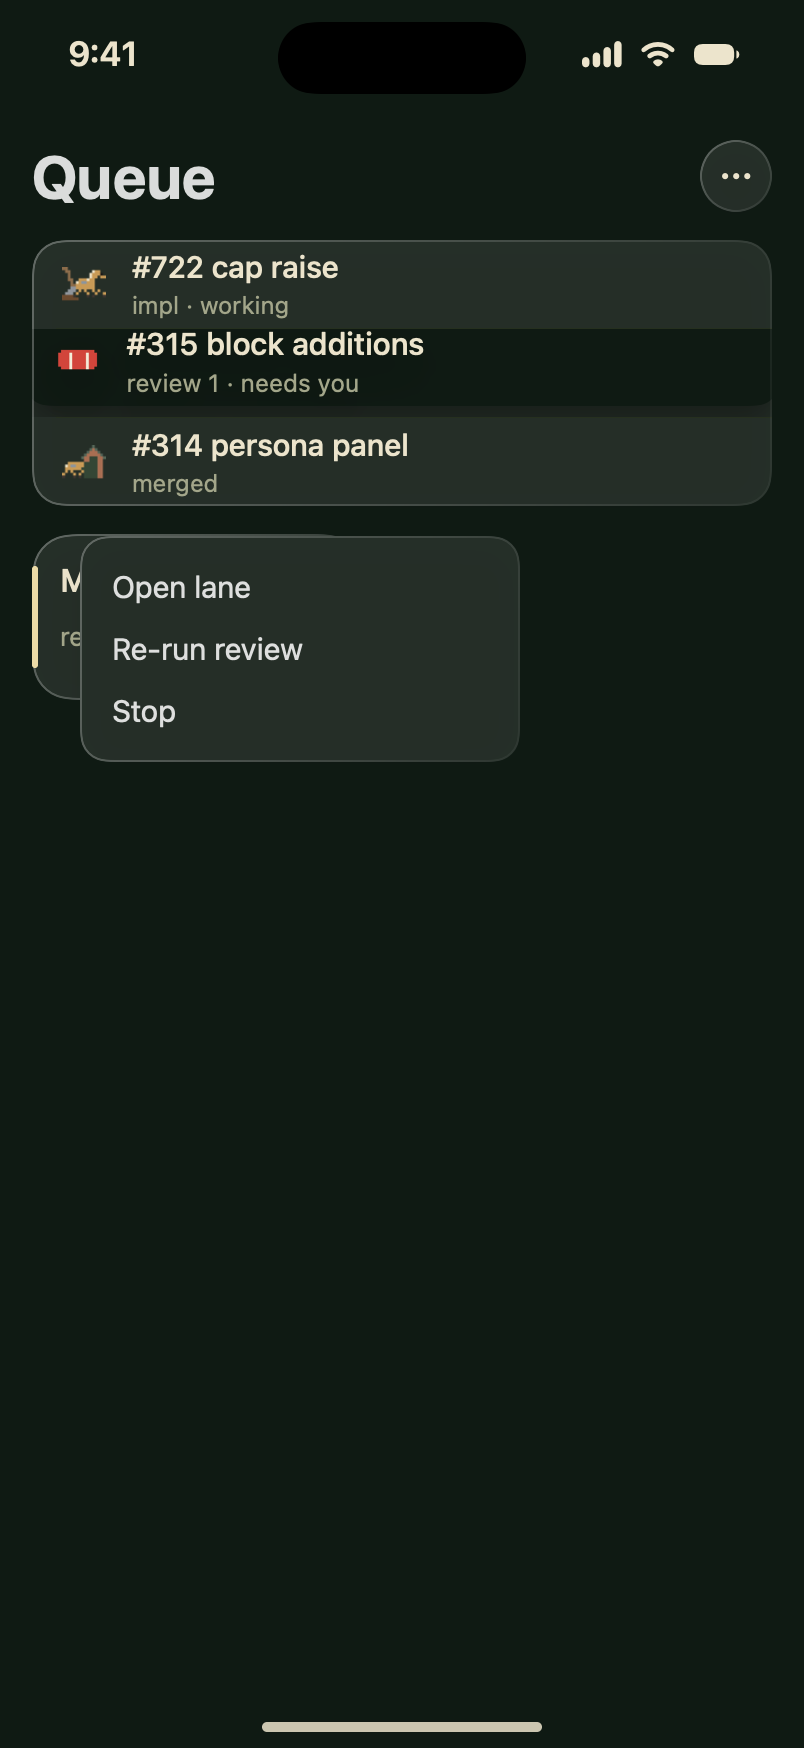 9:41
Queue
#722 cap raise
impl · working
#315 block additions
review 1 · needs you
#314 persona panel
merged
Open lane
Re-run review
Stop